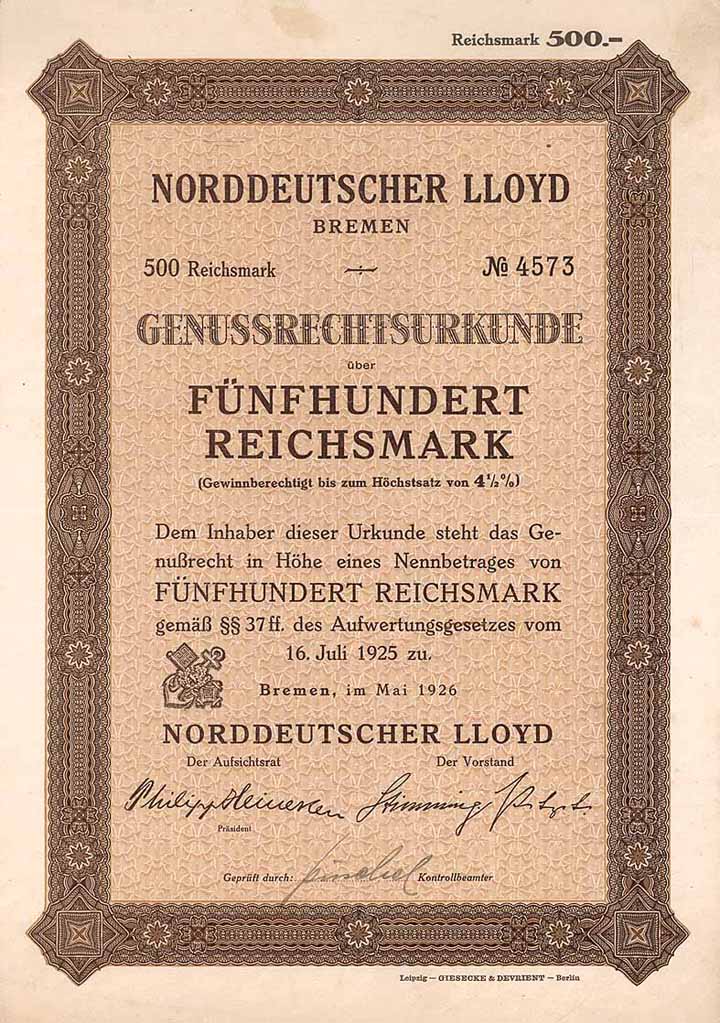 Reichsmark 500.–
NORDDEUTSCHER LLOYD
BREMEN
500 Reichsmark № 4573
GENUSSRECHTSURKUNDE
über
FÜNFHUNDERT
REICHSMARK
(Gewinnberechtigt bis zum Höchstsatz von 4½%)
Dem Inhaber dieser Urkunde steht das Ge-
nußrecht in Höhe eines Nennbetrages von
FÜNFHUNDERT REICHSMARK
gemäß §§ 37 ff. des Aufwertungsgesetzes vom
16. Juli 1925 zu.
Bremen, im Mai 1926
NORDDEUTSCHER LLOYD
Der Aufsichtsrat Der Vorstand
Philipp Heineken Stimming
Präsident
Geprüft durch: Kontrollbeamter
Leipzig — GIESECKE & DEVRIENT — Berlin